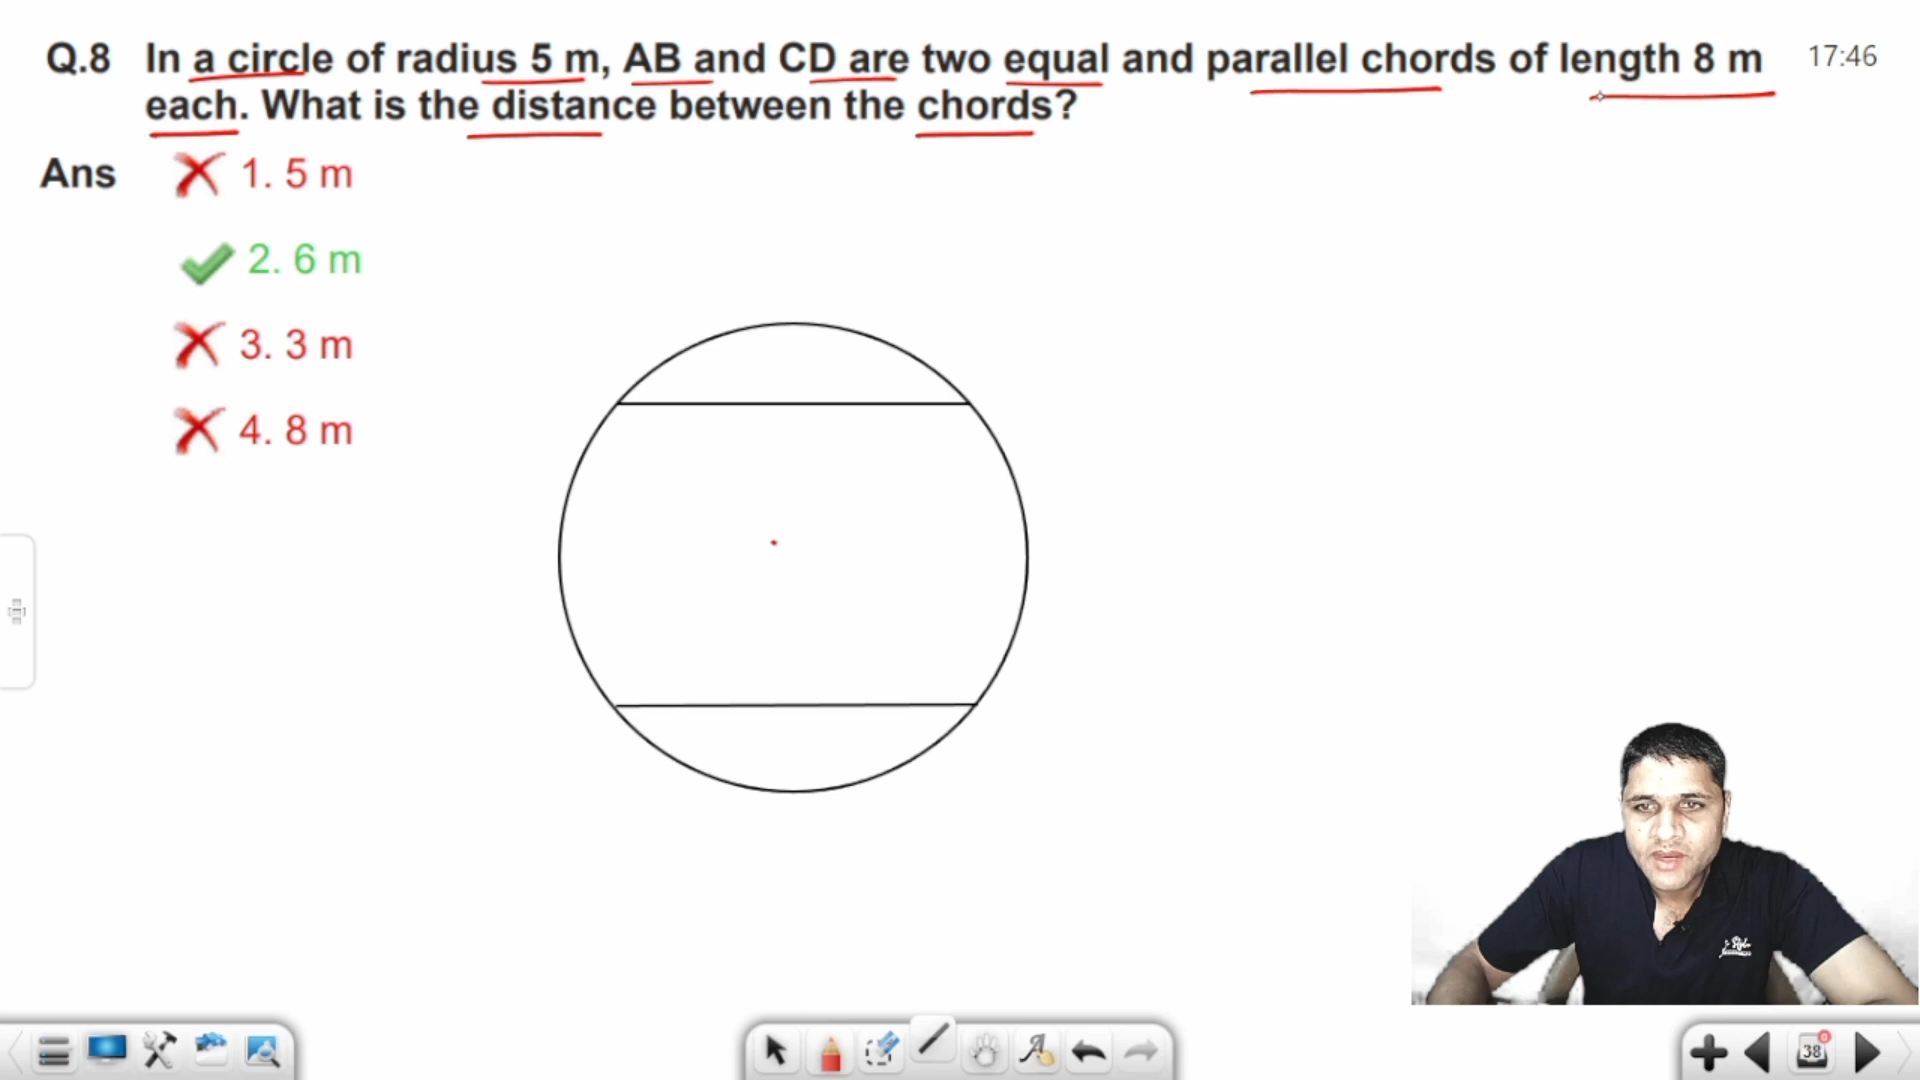 Q.8 In a circle of radius 5 m, AB and CD are two equal and parallel chords of length 8 m
17:46
each. What is the distance between the chords?
Ans 1. 5 m
2. 6 m
3. 3 m
4. 8 m
38